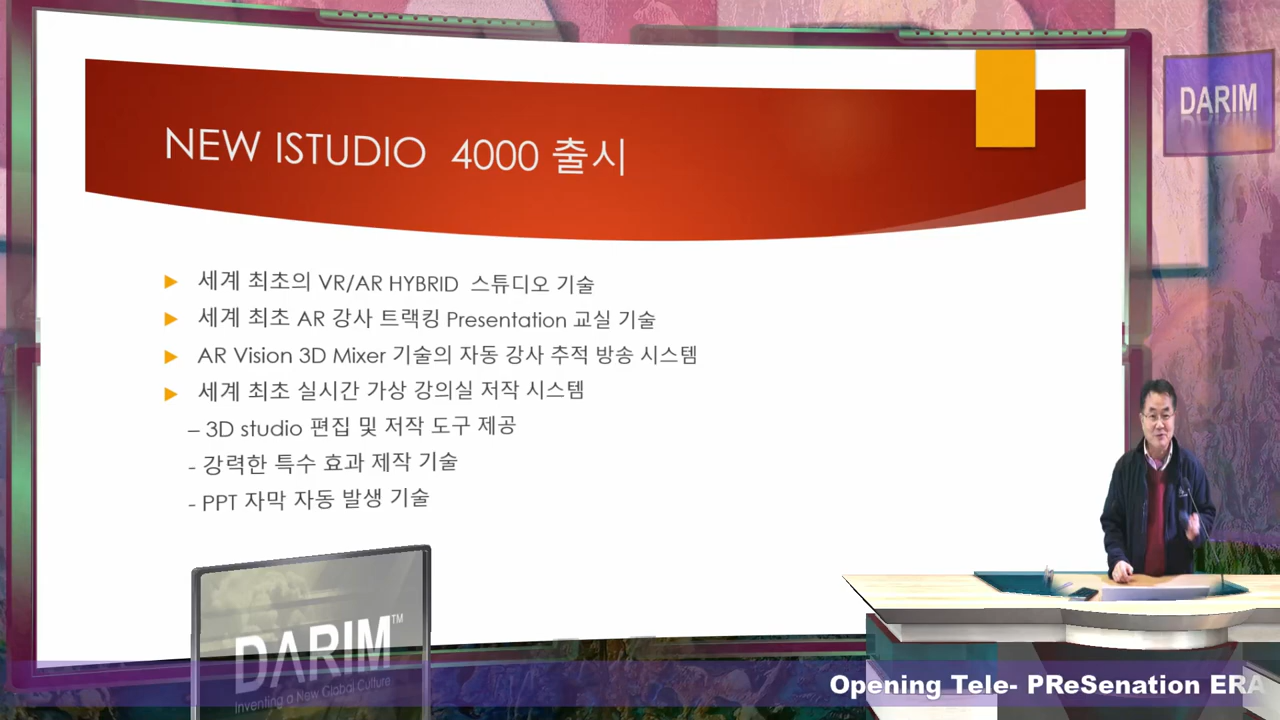 NEW ISTUDIO 4000 출시
DARIM
▶ 세계 최초의 VR/AR HYBRID 스튜디오 기술
▶ 세계 최초 AR 강사 트랙킹 Presentation 교실 기술
▶ AR Vision 3D Mixer 기술의 자동 강사 추적 방송 시스템
▶ 세계 최초 실시간 가상 강의실 저작 시스템
– 3D studio 편집 및 저작 도구 제공
- 강력한 특수 효과 제작 기술
- PPT 자막 자동 발생 기술
DARIM™
Inventing a New Global Culture
Opening Tele- PReSenation ERA